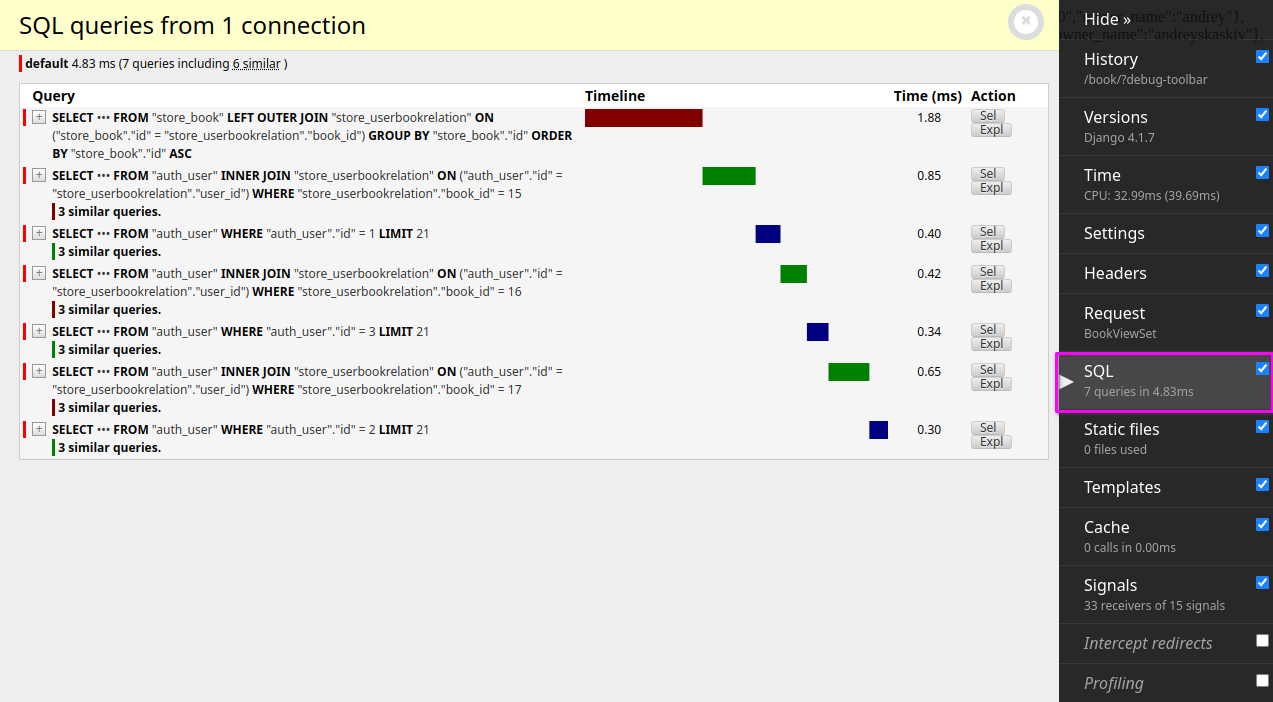 SQL queries from 1 connection
default 4.83 ms (7 queries including 6 similar )
Query Timeline Time (ms) Action
+ SELECT ••• FROM "store_book" LEFT OUTER JOIN "store_userbookrelation" ON 1.88 Sel
("store_book"."id" = "store_userbookrelation"."book_id") GROUP BY "store_book"."id" ORDER Expl
BY "store_book"."id" ASC
+ SELECT ••• FROM "auth_user" INNER JOIN "store_userbookrelation" ON ("auth_user"."id" = 0.85 Sel
"store_userbookrelation"."user_id") WHERE "store_userbookrelation"."book_id" = 15 Expl
3 similar queries.
+ SELECT ••• FROM "auth_user" WHERE "auth_user"."id" = 1 LIMIT 21 0.40 Sel
3 similar queries. Expl
+ SELECT ••• FROM "auth_user" INNER JOIN "store_userbookrelation" ON ("auth_user"."id" = 0.42 Sel
"store_userbookrelation"."user_id") WHERE "store_userbookrelation"."book_id" = 16 Expl
3 similar queries.
+ SELECT ••• FROM "auth_user" WHERE "auth_user"."id" = 3 LIMIT 21 0.34 Sel
3 similar queries. Expl
+ SELECT ••• FROM "auth_user" INNER JOIN "store_userbookrelation" ON ("auth_user"."id" = 0.65 Sel
"store_userbookrelation"."user_id") WHERE "store_userbookrelation"."book_id" = 17 Expl
3 similar queries.
+ SELECT ••• FROM "auth_user" WHERE "auth_user"."id" = 2 LIMIT 21 0.30 Sel
3 similar queries. Expl
Hide »
name":"andrey"},
owner_name":"andreyskaskiv"},
History
/book/?debug-toolbar
Versions
Django 4.1.7
Time
CPU: 32.99ms (39.69ms)
Settings
Headers
Request
BookViewSet
SQL
7 queries in 4.83ms
Static files
0 files used
Templates
Cache
0 calls in 0.00ms
Signals
33 receivers of 15 signals
Intercept redirects
Profiling